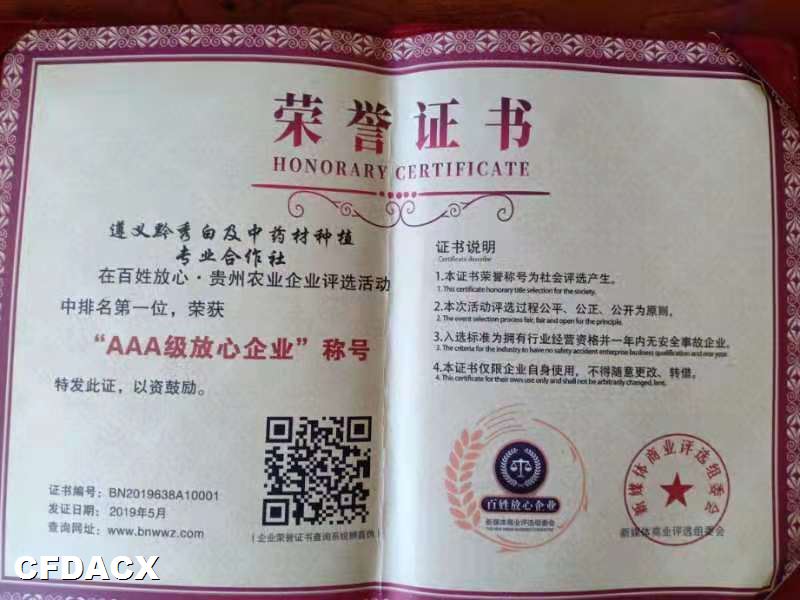 荣誉证书
HONORARY CERTIFICATE
遵义黔秀白及中药材种植
专业合作社
在百姓放心·贵州农业企业评选活动
中排名第一位，荣获
“AAA级放心企业”称号
特发此证，以资鼓励。
证书编号：BN2019638A10001
发证日期：2019年5月
查询网址：www.bnwwz.com
证书说明
Certificate describe
1.本证书荣誉称号为社会评选产生。
1. This certificate honorary title selection for the society.
2.本次活动评选过程公平、公正、公开为原则。
2. The event selection process fair, fair and open for the principle.
3.入选标准为拥有行业经营资格并一年内无安全事故企业。
3. The criteria for the industry to have no safety accident enterprise business qualification and one year.
4.本证书仅限企业自身使用，不得随意更改、转借。
4. This certificate for their own use only and shall not be arbitrarily changed, lent.
百姓放心企业
新媒体商业评选组委会
新媒体商业评选组委会
新媒体商业评选组委会
CFDACX